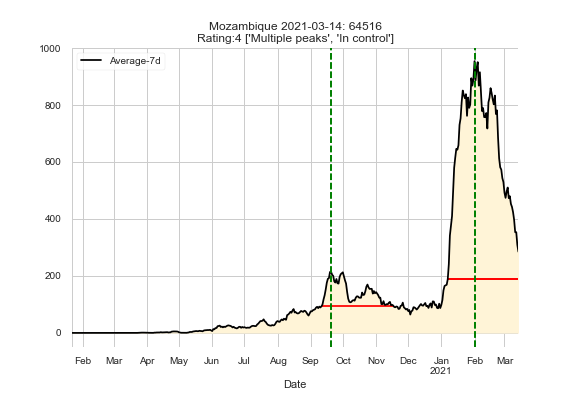 Mozambique 2021-03-14: 64516
Rating:4 ['Multiple peaks', 'In control']
Average-7d
1000
800
600
400
200
0
Feb Mar Apr May Jun Jul Aug Sep Oct Nov Dec Jan Feb Mar
2021
Date